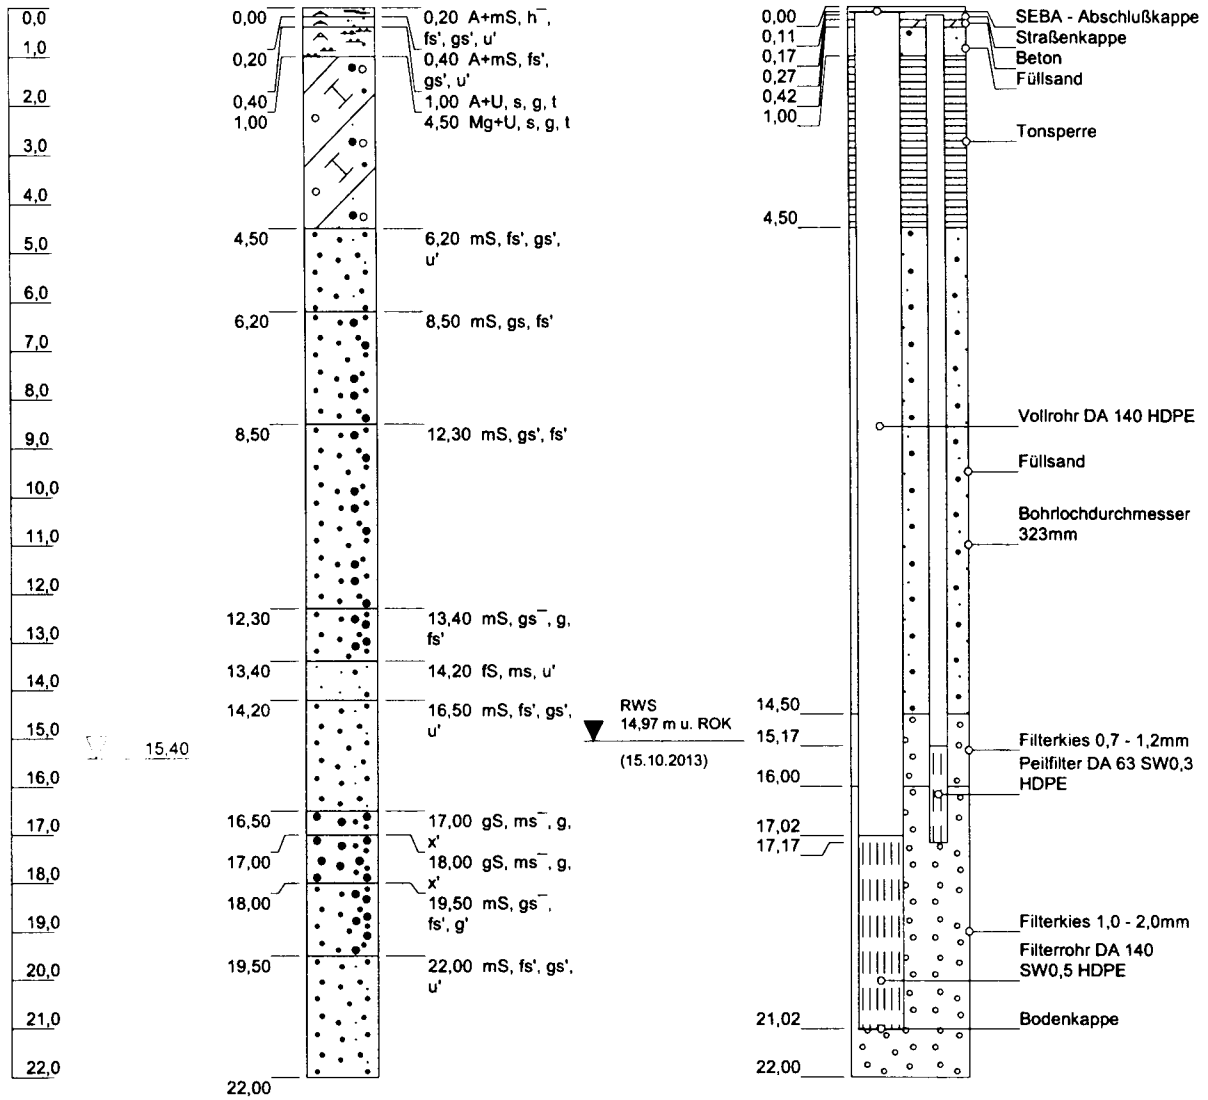 0,0
1,0
2,0
3,0
4,0
5,0
6,0
7,0
8,0
9,0
10,0
11,0
12,0
13,0
14,0
15,0
16,0
17,0
18,0
19,0
20,0
21,0
22,0
15,40
0,00
0,20
0,40
1,00
4,50
6,20
8,50
12,30
13,40
14,20
16,50
17,00
18,00
19,50
22,00
0,20 A+mS, h¯,
fs', gs', u'
0,40 A+mS, fs',
gs', u'
1,00 A+U, s, g, t
4,50 Mg+U, s, g, t
6,20 mS, fs', gs',
u'
8,50 mS, gs, fs'
12,30 mS, gs', fs'
13,40 mS, gs¯, g,
fs'
14,20 fS, ms, u'
16,50 mS, fs', gs',
u'
17,00 gS, ms¯, g,
x'
18,00 gS, ms¯, g,
x'
19,50 mS, gs¯,
fs', g'
22,00 mS, fs', gs',
u'
RWS
14,97 m u. ROK
(15.10.2013)
0,00
0,11
0,17
0,27
0,42
1,00
4,50
14,50
15,17
16,00
17,02
17,17
21,02
22,00
SEBA - Abschlußkappe
Straßenkappe
Beton
Füllsand
Tonsperre
Vollrohr DA 140 HDPE
Füllsand
Bohrlochdurchmesser
323mm
Filterkies 0,7 - 1,2mm
Peilfilter DA 63 SW0,3
HDPE
Filterkies 1,0 - 2,0mm
Filterrohr DA 140
SW0,5 HDPE
Bodenkappe